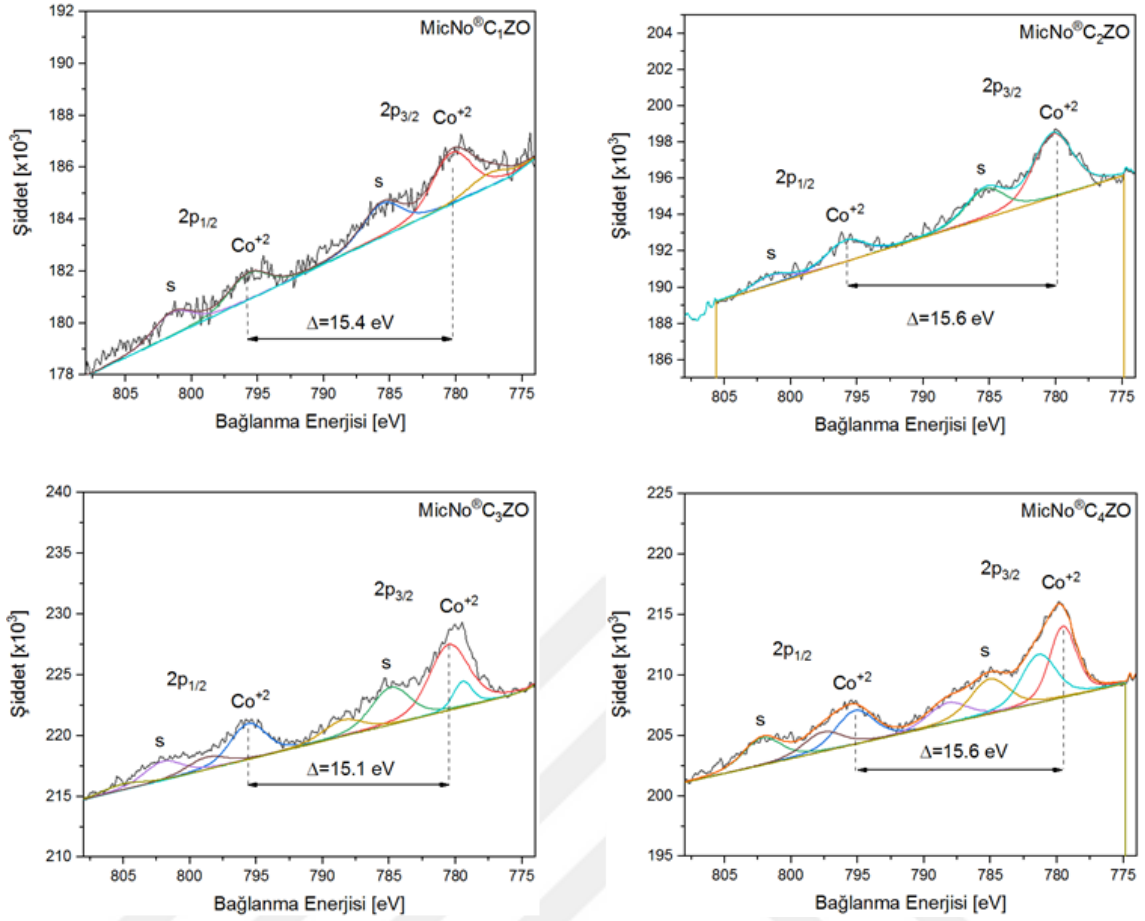 MicNo®C₁ZO
192
190
188
186
184
182
180
178
Şiddet [x10³]
2p₃/₂
Co⁺²
s
2p₁/₂
Co⁺²
s
Δ=15.4 eV
805 800 795 790 785 780 775
Bağlanma Enerjisi [eV]
MicNo®C₂ZO
204
202
200
198
196
194
192
190
188
186
Şiddet [x10³]
2p₃/₂
Co⁺²
s
2p₁/₂
Co⁺²
s
Δ=15.6 eV
805 800 795 790 785 780 775
Bağlanma Enerjisi [eV]
MicNo®C₃ZO
240
235
230
225
220
215
210
Şiddet [x10³]
2p₃/₂
Co⁺²
s
2p₁/₂
Co⁺²
s
Δ=15.1 eV
805 800 795 790 785 780 775
Bağlanma Enerjisi [eV]
MicNo®C₄ZO
225
220
215
210
205
200
195
Şiddet [x10³]
2p₃/₂
Co⁺²
s
2p₁/₂
Co⁺²
s
Δ=15.6 eV
805 800 795 790 785 780 775
Bağlanma Enerjisi [eV]